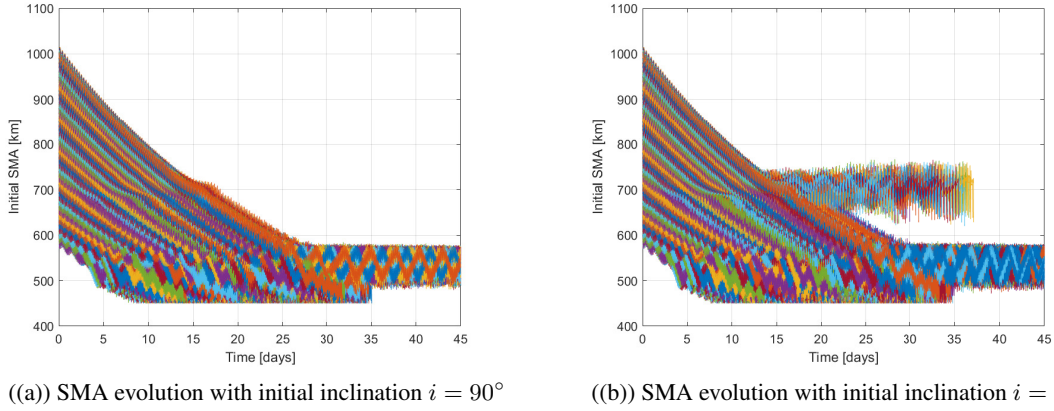 1100
1000
900
800
700
600
500
400
Initial SMA [km]
0 5 10 15 20 25 30 35 40 45
Time [days]
((a)) SMA evolution with initial inclination i = 90°
1100
1000
900
800
700
600
500
400
Initial SMA [km]
0 5 10 15 20 25 30 35 40 45
Time [days]
((b)) SMA evolution with initial inclination i =